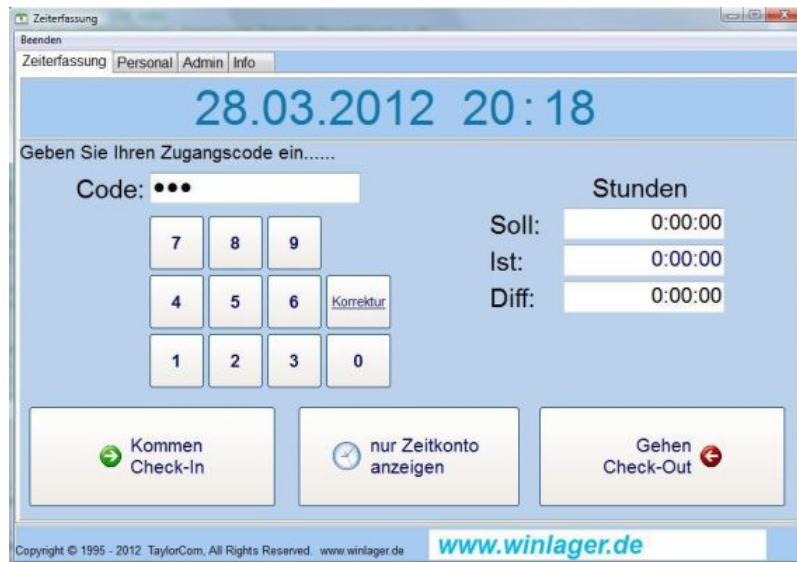 Zeiterfassung
Beenden
Zeiterfassung Personal Admin Info
28.03.2012 20:18
Geben Sie Ihren Zugangscode ein......
Code: •••
Stunden
Soll: 0:00:00
Ist: 0:00:00
Diff: 0:00:00
7 8 9
4 5 6 Korrektur
1 2 3 0
Kommen
Check-In
nur Zeitkonto
anzeigen
Gehen
Check-Out
Copyright © 1995 - 2012 TaylorCom, All Rights Reserved. www.winlager.de
www.winlager.de